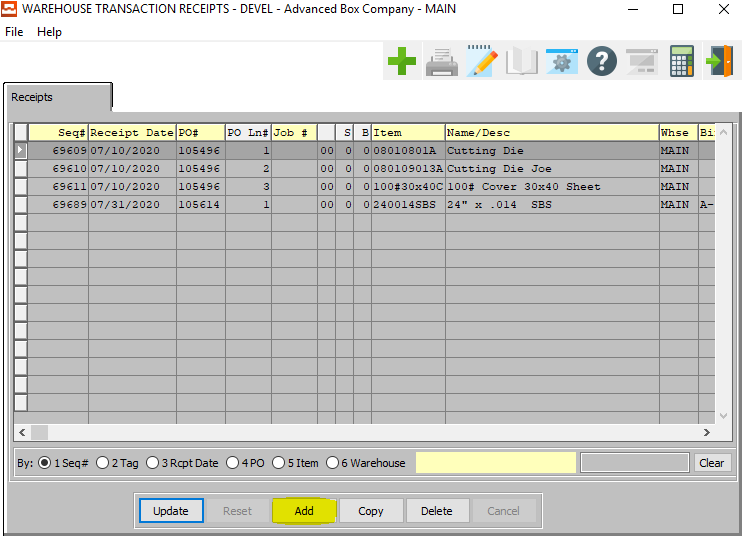 WAREHOUSE TRANSACTION RECEIPTS - DEVEL - Advanced Box Company - MAIN
File Help
Receipts
Seq# Receipt Date PO# PO Ln# Job # S B Item Name/Desc Whse Bi
69609 07/10/2020 105496 1 00 0 0 08010801A Cutting Die MAIN
69610 07/10/2020 105496 2 00 0 0 080109013A Cutting Die Joe MAIN
69611 07/10/2020 105496 3 00 0 0 100#30x40C 100# Cover 30x40 Sheet MAIN
69689 07/31/2020 105614 1 00 0 0 240014SBS 24" x .014 SBS MAIN A-
By: 1 Seq# 2 Tag 3 Rcpt Date 4 PO 5 Item 6 Warehouse Clear
Update Reset Add Copy Delete Cancel